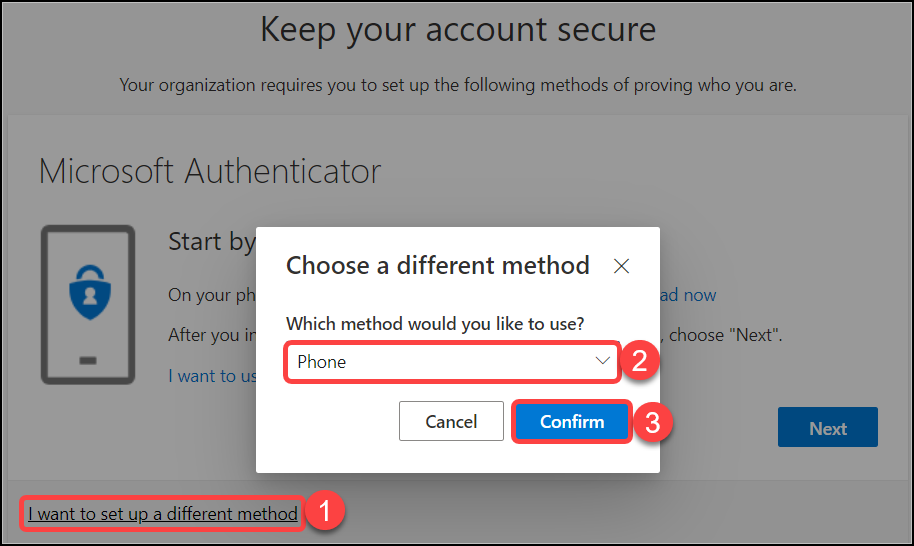 Keep your account secure
Your organization requires you to set up the following methods of proving who you are.
Microsoft Authenticator
Start by
Choose a different method
On your ph
ad now
Which method would you like to use?
After you in
, choose "Next".
Phone
2
I want to us
Cancel
Confirm
3
Next
I want to set up a different method
1